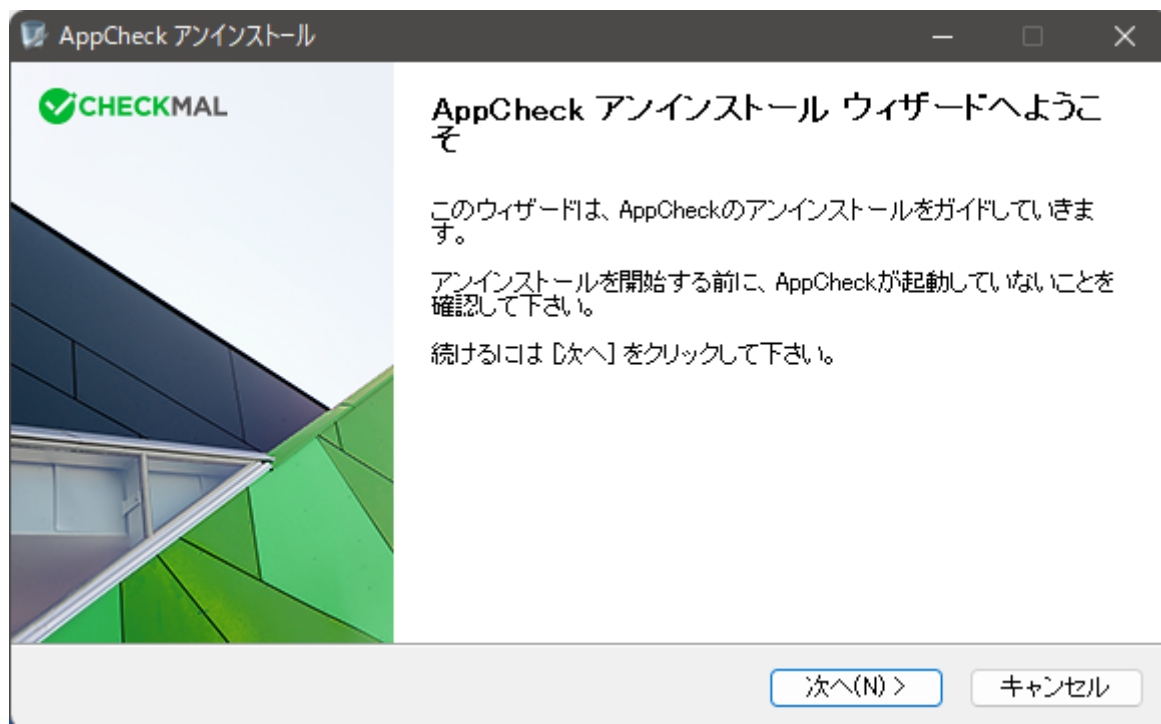 AppCheck アンインストール
CHECKMAL
AppCheck アンインストール ウィザードへようこ
そ
このウィザードは、AppCheckのアンインストールをガイドしていきま
す。
アンインストールを開始する前に、AppCheckが起動していないことを
確認して下さい。
続けるには [次へ] をクリックして下さい。
次へ(N) >
キャンセル